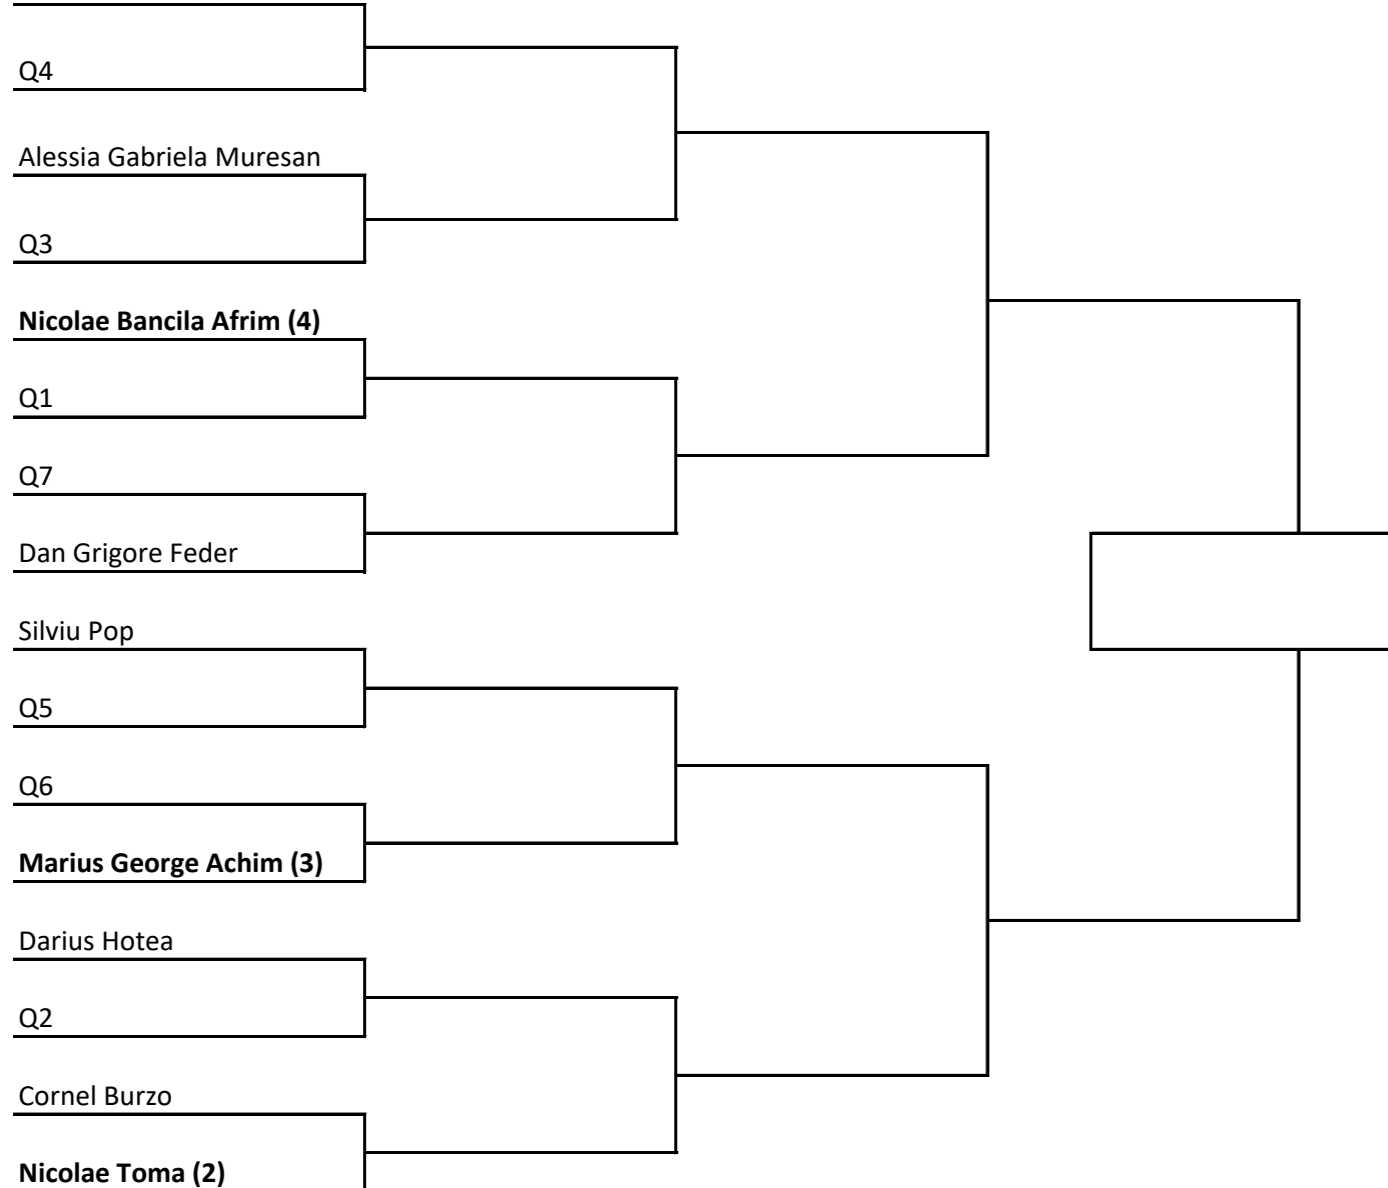 Q4
Alessia Gabriela Muresan
Q3
Nicolae Bancila Afrim (4)
Q1
Q7
Dan Grigore Feder
Silviu Pop
Q5
Q6
Marius George Achim (3)
Darius Hotea
Q2
Cornel Burzo
Nicolae Toma (2)